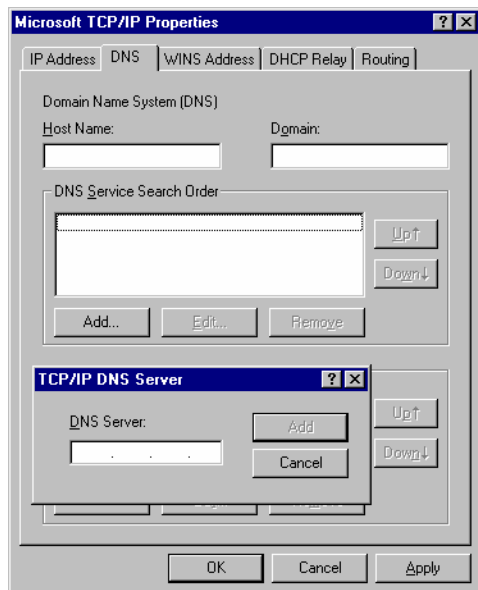 Microsoft TCP/IP Properties
IP Address DNS WINS Address DHCP Relay Routing
Domain Name System (DNS)
Host Name: Domain:
DNS Service Search Order
Up↑
Down↓
Add... Edit... Remove
TCP/IP DNS Server
DNS Server:
Add
Cancel
Up↑
Down↓
OK Cancel Apply